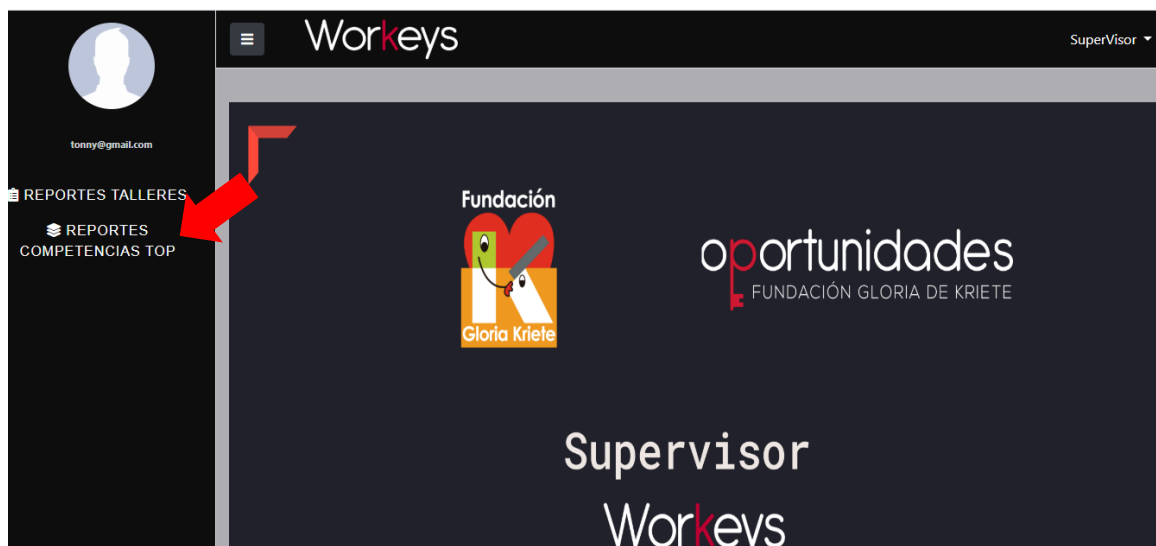 Workeys
SuperVisor
tonny@gmail.com
REPORTES TALLERES
REPORTES
COMPETENCIAS TOP
Fundación
Gloria Kriete
oportunidades
FUNDACIÓN GLORIA DE KRIETE
Supervisor
Workeys